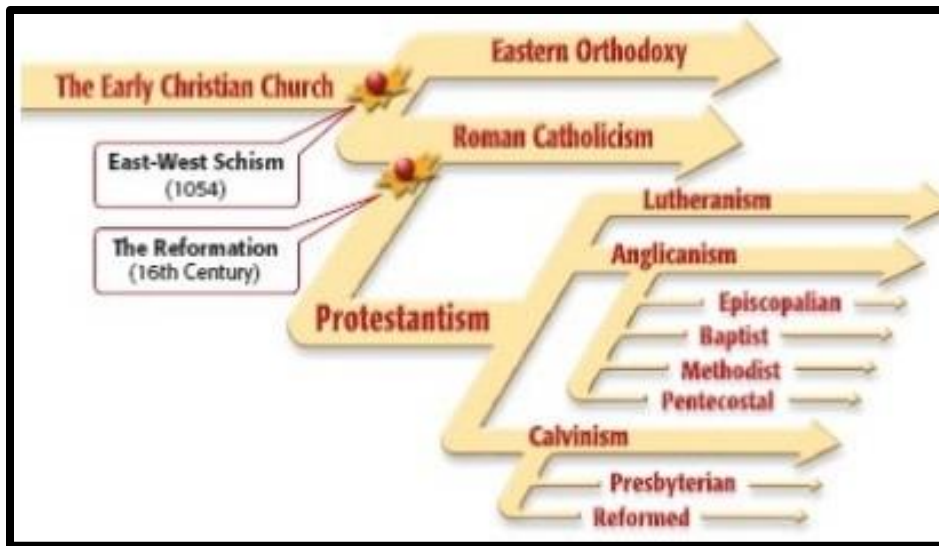 Eastern Orthodoxy
The Early Christian Church
Roman Catholicism
East-West Schism
(1054)
Lutheranism
The Reformation
(16th Century)
Anglicanism
Episcopalian
Protestantism
Baptist
Methodist
Pentecostal
Calvinism
Presbyterian
Reformed